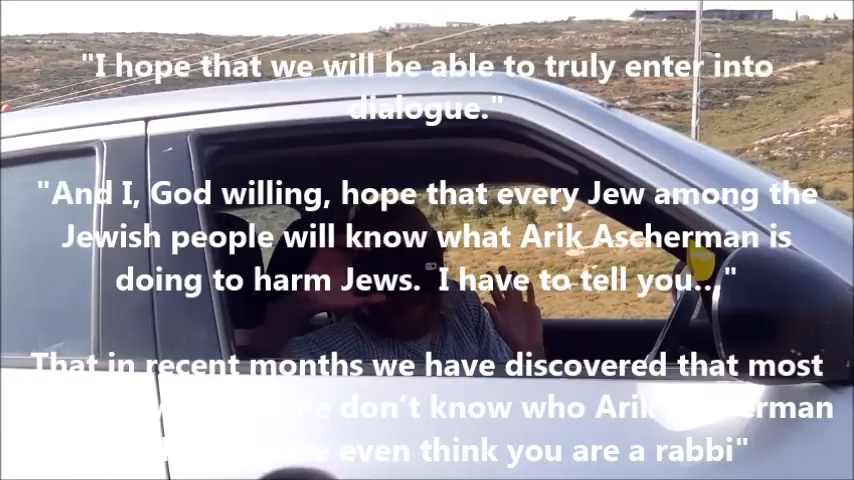 "I hope that we will be able to truly enter into
dialogue."
"And I, God willing, hope that every Jew among the
Jewish people will know what Arik Ascherman is
doing to harm Jews.  I have to tell you..."
That in recent months we have discovered that most
don't know who Arik
even think you are a rabbi"